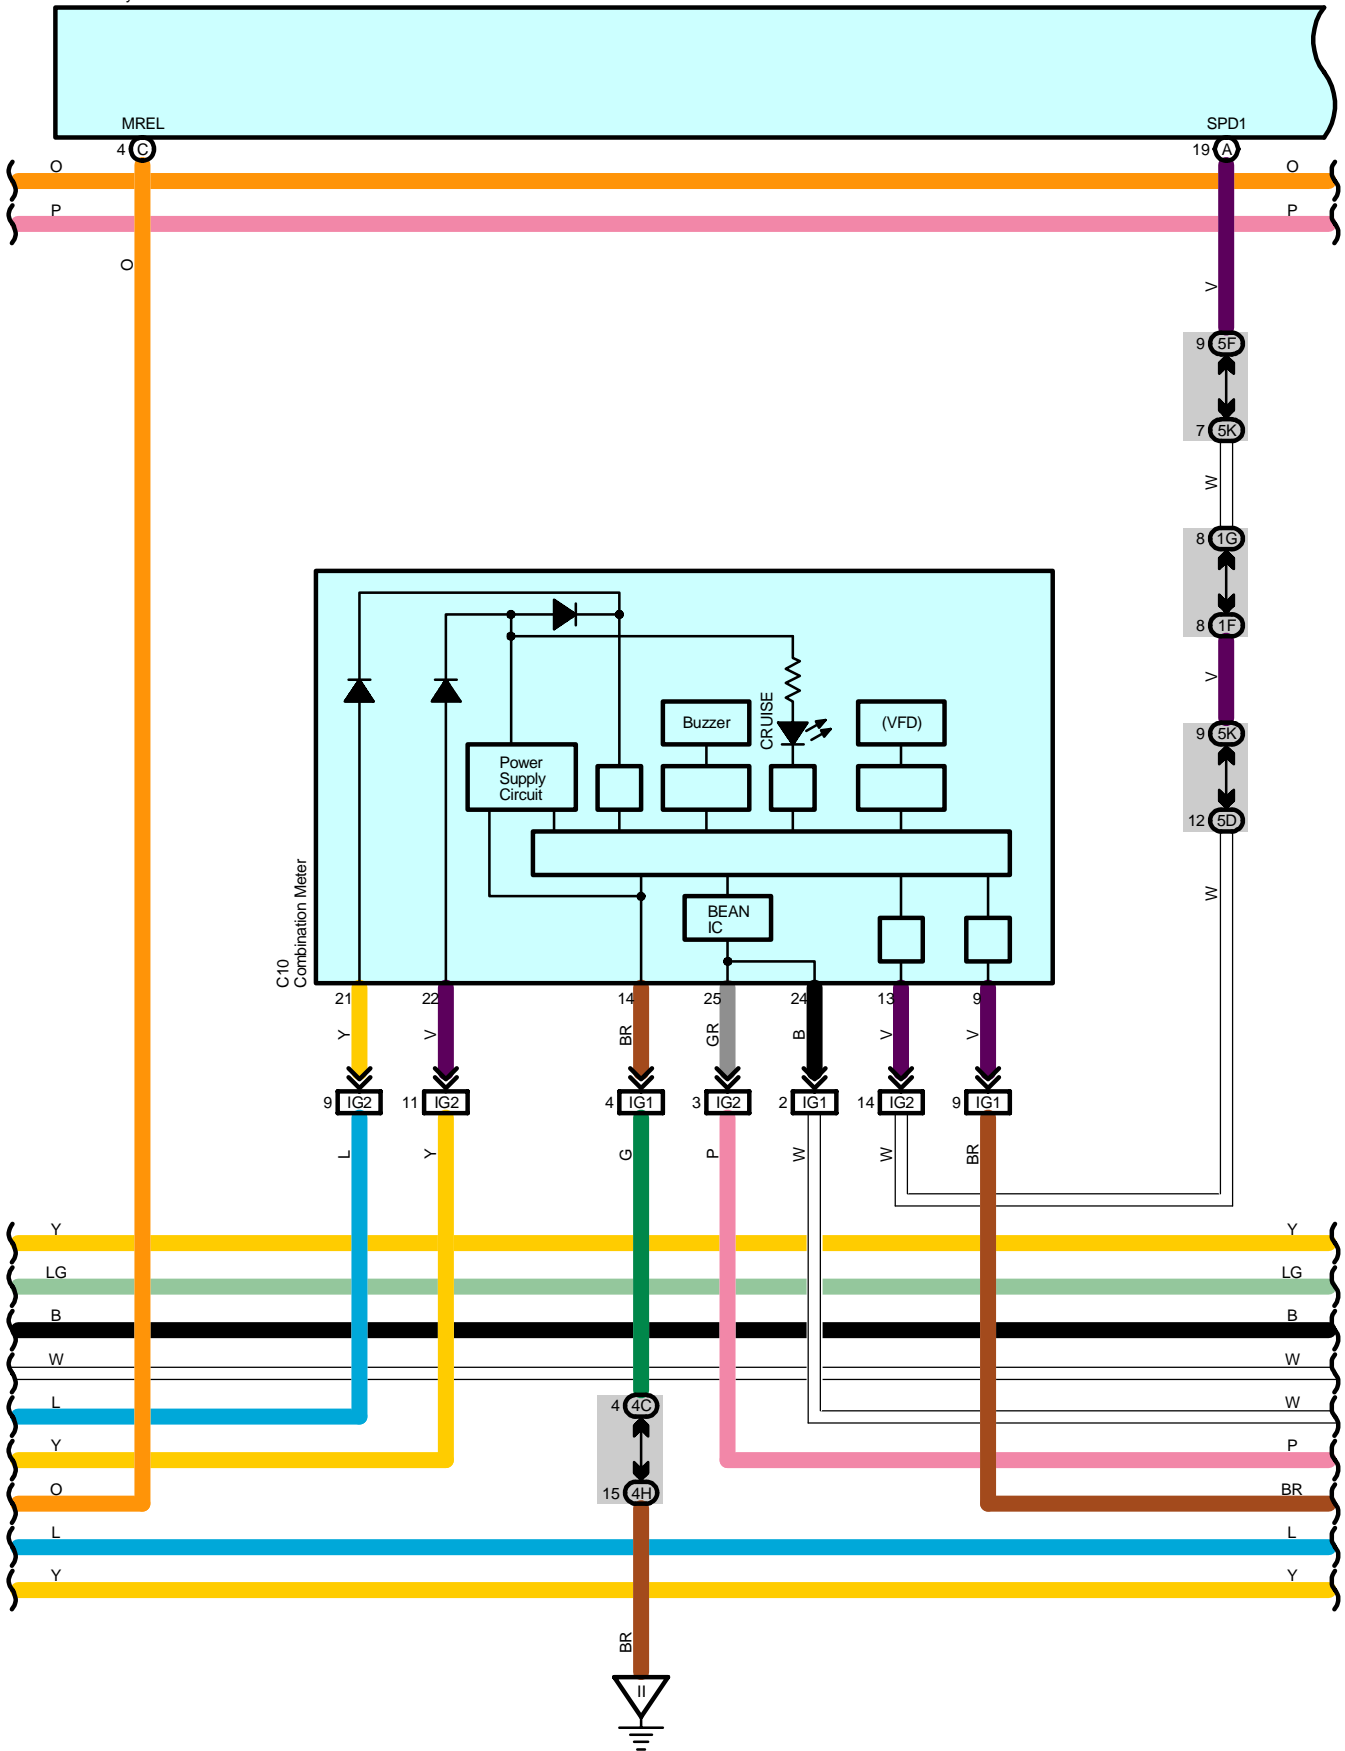 MREL
SPD1
4 C
19 A
O
O
P
P
O
V
9 5F
7 5K
W
8 1G
8 1F
V
9 5K
12 5D
W
Buzzer
CRUISE
(VFD)
Power
Supply
Circuit
BEAN
IC
C10
Combination Meter
21
22
14
25
24
13
9
Y
V
BR
GR
B
V
V
9 IG2
11 IG2
4 IG1
3 IG2
2 IG1
14 IG2
9 IG1
L
Y
G
P
W
W
BR
Y
Y
LG
LG
B
B
W
W
L
W
4 4C
Y
P
O
BR
15 4H
L
L
Y
Y
BR
II